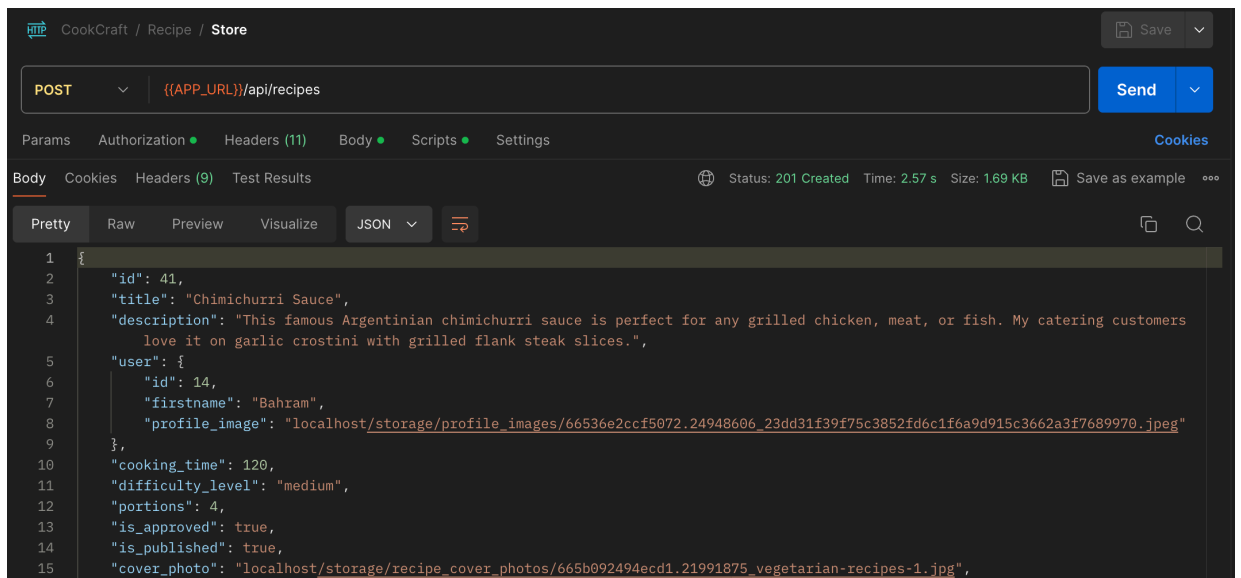 HTTP CookCraft / Recipe / Store Save
POST {{APP_URL}}/api/recipes Send
Params Authorization Headers (11) Body Scripts Settings Cookies
Body Cookies Headers (9) Test Results Status: 201 Created Time: 2.57 s Size: 1.69 KB Save as example
Pretty Raw Preview Visualize JSON
1 {
2 "id": 41,
3 "title": "Chimichurri Sauce",
4 "description": "This famous Argentinian chimichurri sauce is perfect for any grilled chicken, meat, or fish. My catering customers
love it on garlic crostini with grilled flank steak slices.",
5 "user": {
6 "id": 14,
7 "firstname": "Bahram",
8 "profile_image": "localhost/storage/profile_images/66536e2ccf5072.24948606_23dd31f39f75c3852fd6c1f6a9d915c3662a3f7689970.jpeg"
9 },
10 "cooking_time": 120,
11 "difficulty_level": "medium",
12 "portions": 4,
13 "is_approved": true,
14 "is_published": true,
15 "cover_photo": "localhost/storage/recipe_cover_photos/665b092494ecd1.21991875_vegetarian-recipes-1.jpg",